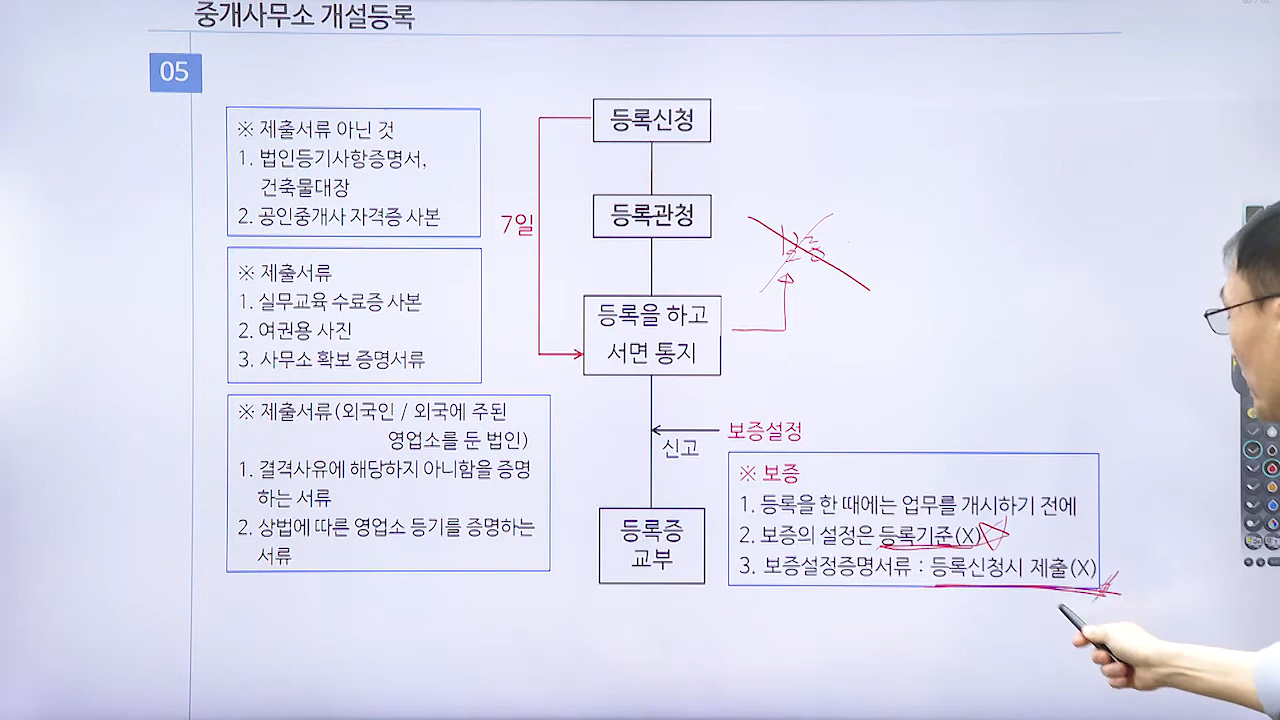 중개사무소 개설등록
05
※ 제출서류 아닌 것
1. 법인등기사항증명서,
건축물대장
2. 공인중개사 자격증 사본
※ 제출서류
1. 실무교육 수료증 사본
2. 여권용 사진
3. 사무소 확보 증명서류
※ 제출서류(외국인 / 외국에 주된
영업소를 둔 법인)
1. 결격사유에 해당하지 아니함을 증명
하는 서류
2. 상법에 따른 영업소 등기를 증명하는
서류
등록신청
등록관청
7일
등록을 하고
서면 통지
보증설정
신고
등록증
교부
※ 보증
1. 등록을 한 때에는 업무를 개시하기 전에
2. 보증의 설정은 등록기준(X)
3. 보증설정증명서류 : 등록신청시 제출(X)